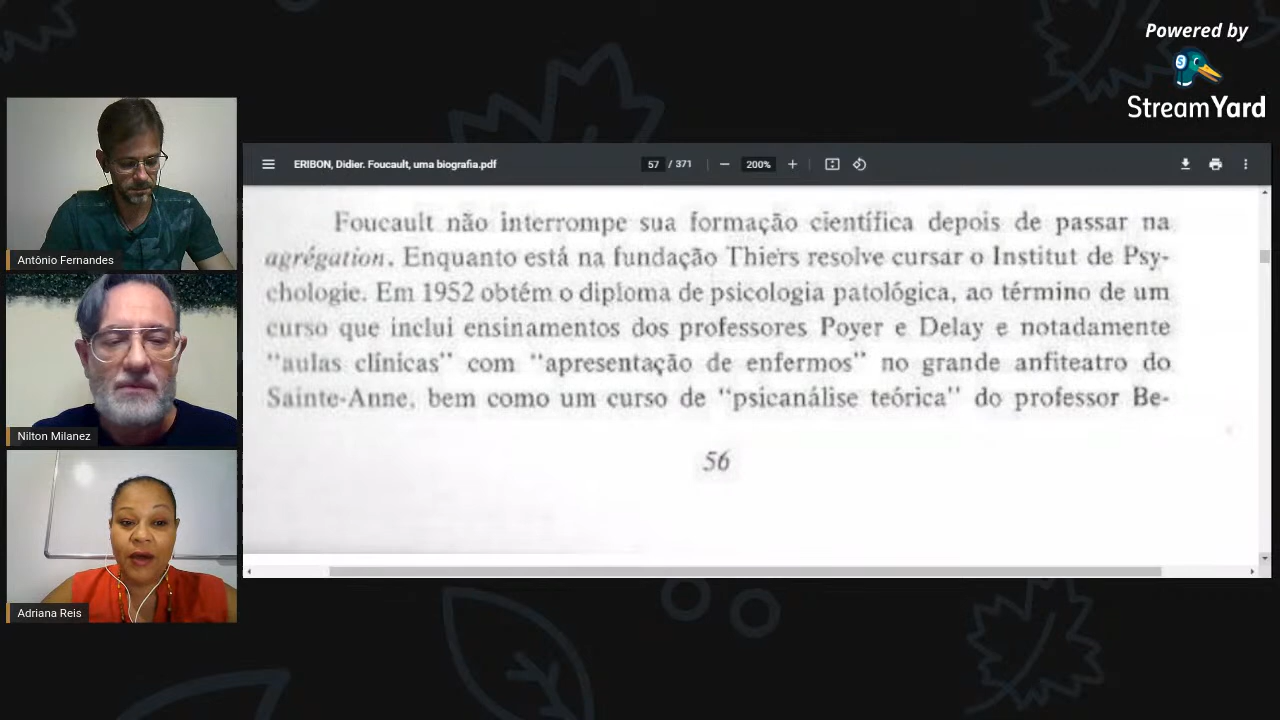 Powered by
StreamYard
Antônio Fernandes
Nilton Milanez
Adriana Reis
ERIBON, Didier. Foucault, uma biografia.pdf
57 / 371
200%
Foucault não interrompe sua formação científica depois de passar na
agrégation. Enquanto está na fundação Thiers resolve cursar o Institut de Psy-
chologie. Em 1952 obtém o diploma de psicologia patológica, ao término de um
curso que inclui ensinamentos dos professores Poyer e Delay e notadamente
"aulas clínicas" com "apresentação de enfermos" no grande anfiteatro do
Sainte-Anne, bem como um curso de "psicanálise teórica" do professor Be-
56